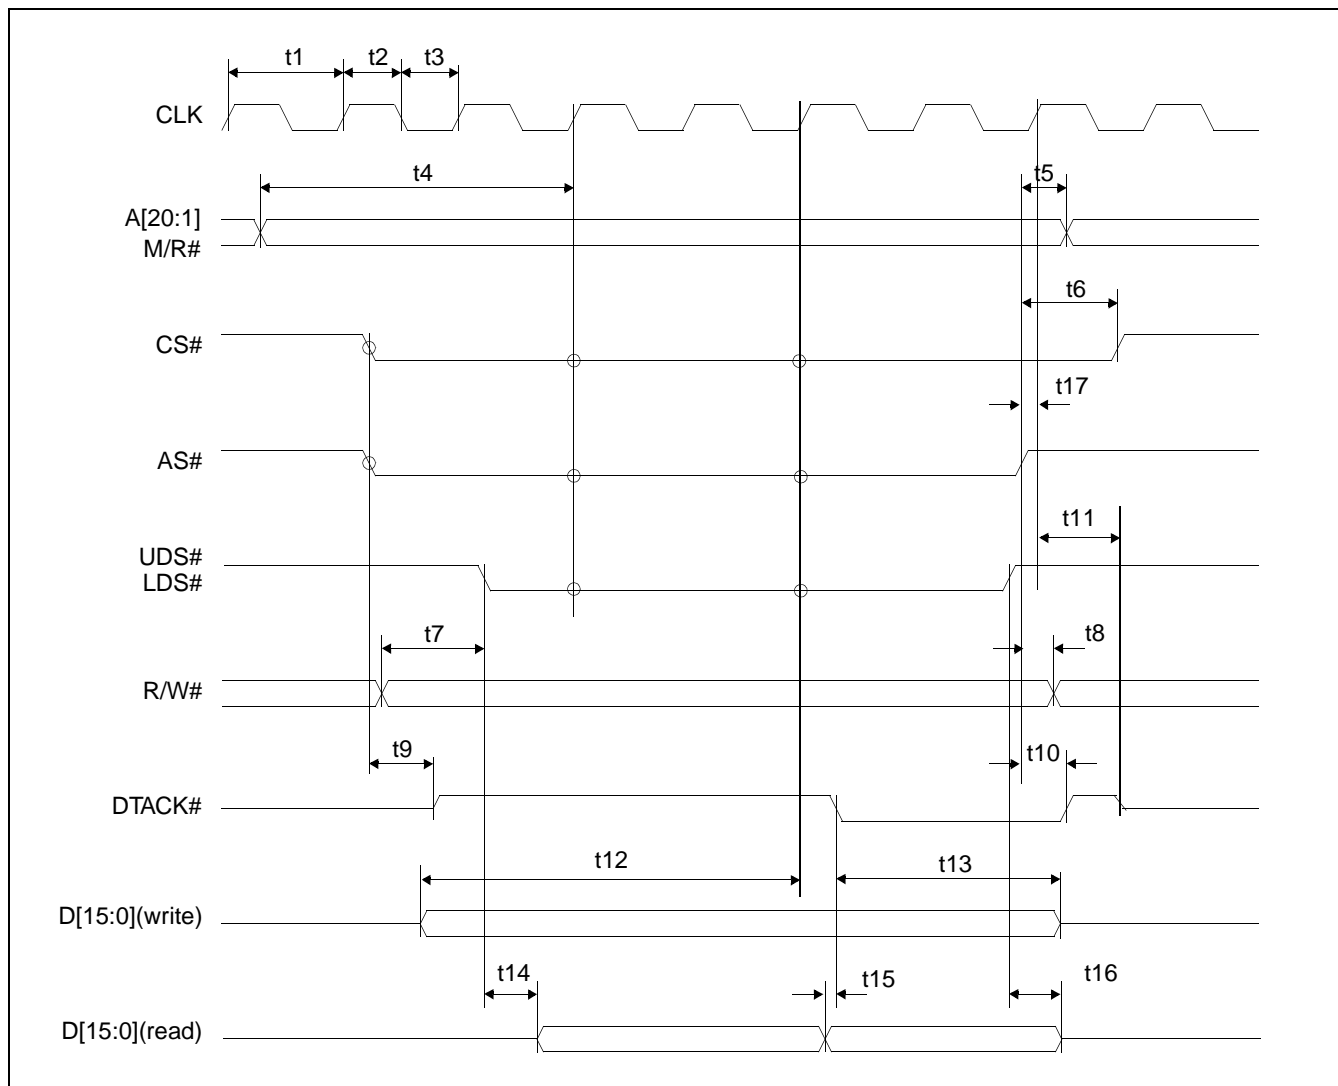 t1 t2 t3
CLK
t4 t5
A[20:1]
M/R#
t6
CS#
t17
AS#
t11
UDS#
LDS#
t7 t8
R/W#
t9 t10
DTACK#
t12 t13
D[15:0](write)
t14 t15 t16
D[15:0](read)